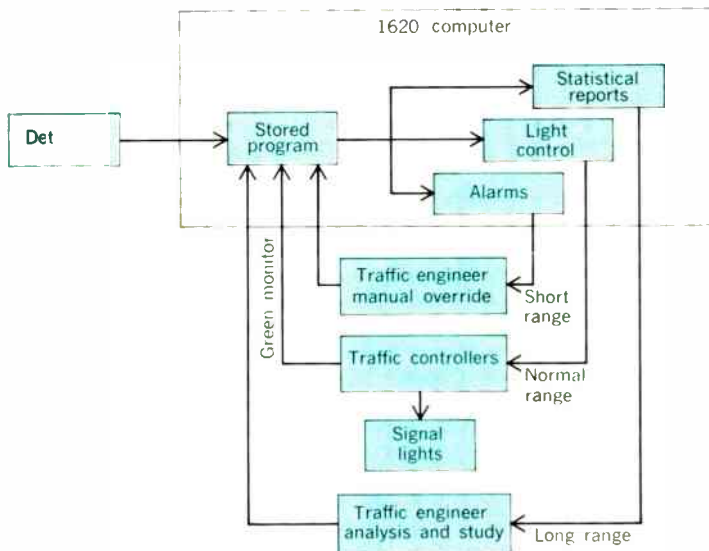 1620 computer
Statistical
reports
Det
Stored
program
Light
control
Alarms
Green monitor
Traffic engineer
manual override
Short
range
Traffic controllers
Normal
range
Signal
lights
Traffic engineer
analysis and study
Long range